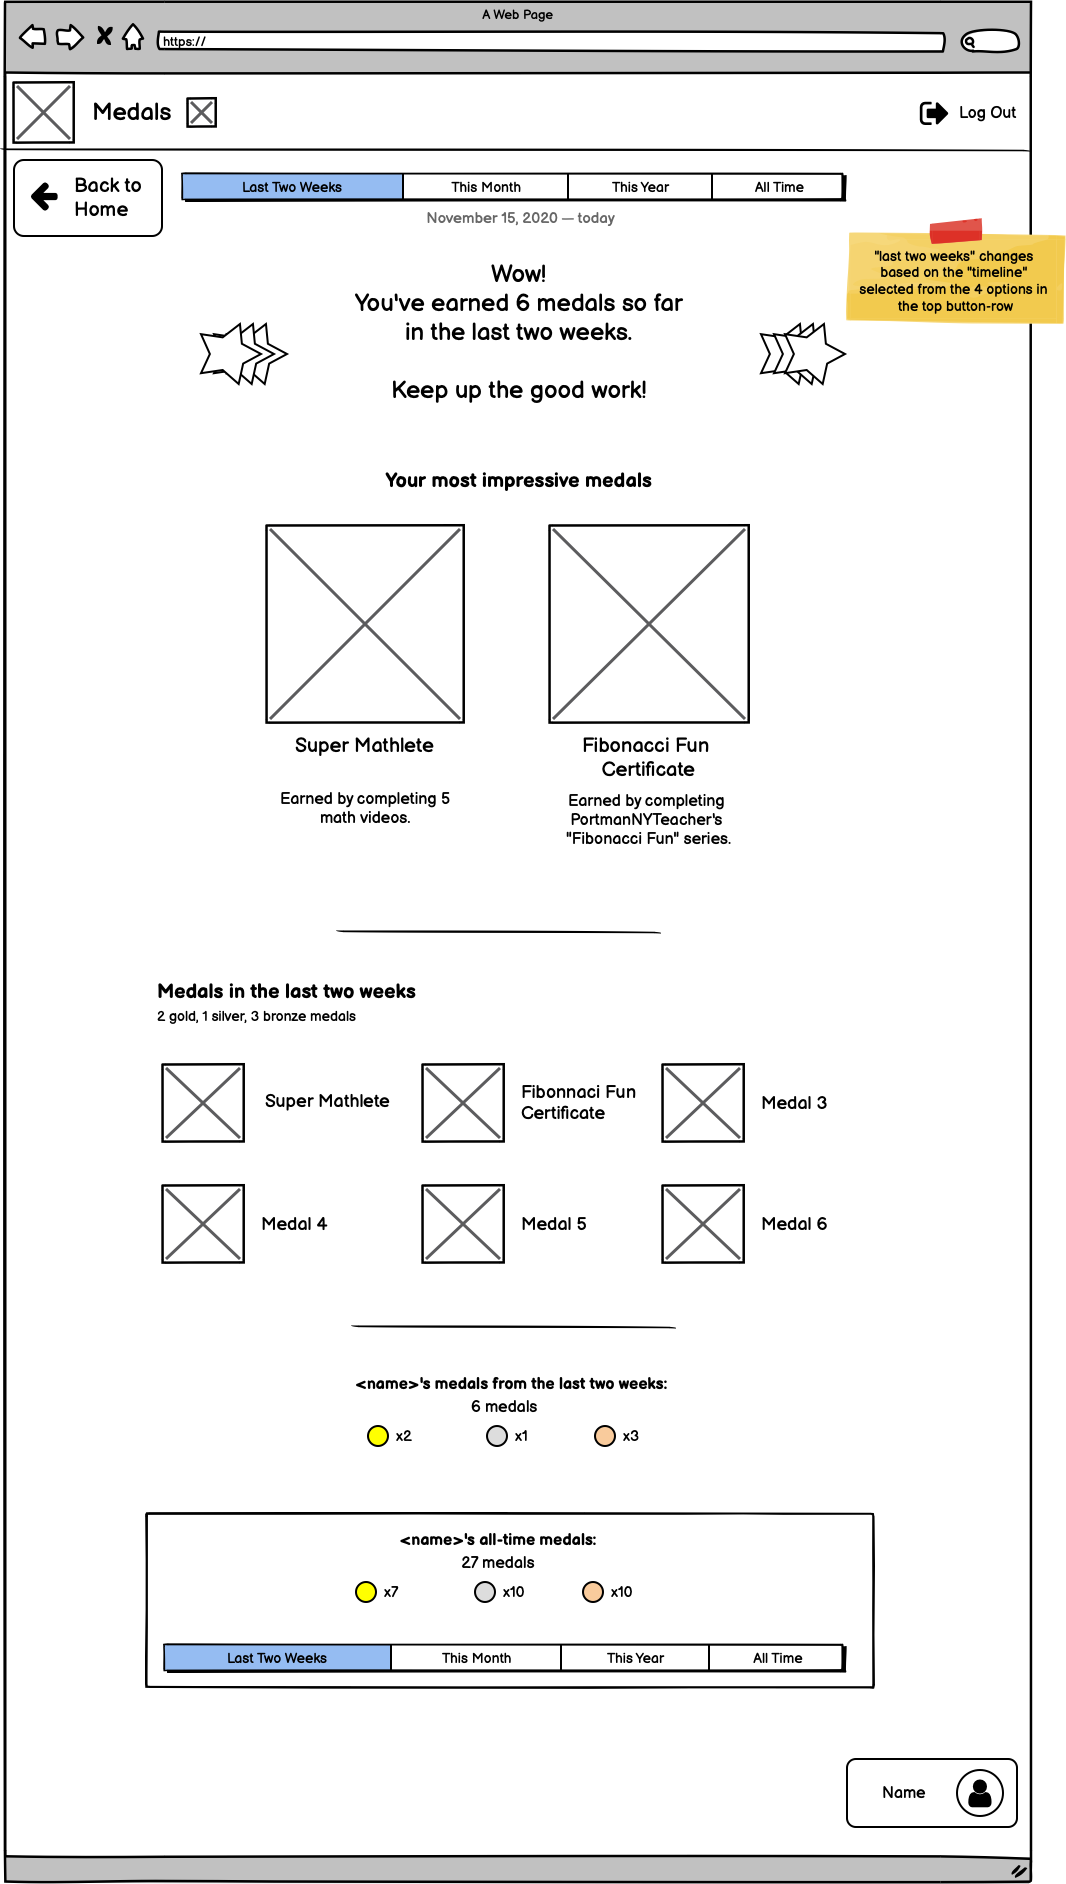 A Web Page
https://
Medals
Log Out
Back to
Home
Last Two Weeks
This Month
This Year
All Time
November 15, 2020 — today
"last two weeks" changes
based on the "timeline"
selected from the 4 options in
the top button-row
Wow!
You've earned 6 medals so far
in the last two weeks.
Keep up the good work!
Your most impressive medals
Super Mathlete
Earned by completing 5
math videos.
Fibonacci Fun
Certificate
Earned by completing
PortmanNYTeacher's
"Fibonacci Fun" series.
Medals in the last two weeks
2 gold, 1 silver, 3 bronze medals
Super Mathlete
Fibonnaci Fun
Certificate
Medal 3
Medal 4
Medal 5
Medal 6
<name>'s medals from the last two weeks:
6 medals
x2
x1
x3
<name>'s all-time medals:
27 medals
x7
x10
x10
Last Two Weeks
This Month
This Year
All Time
Name